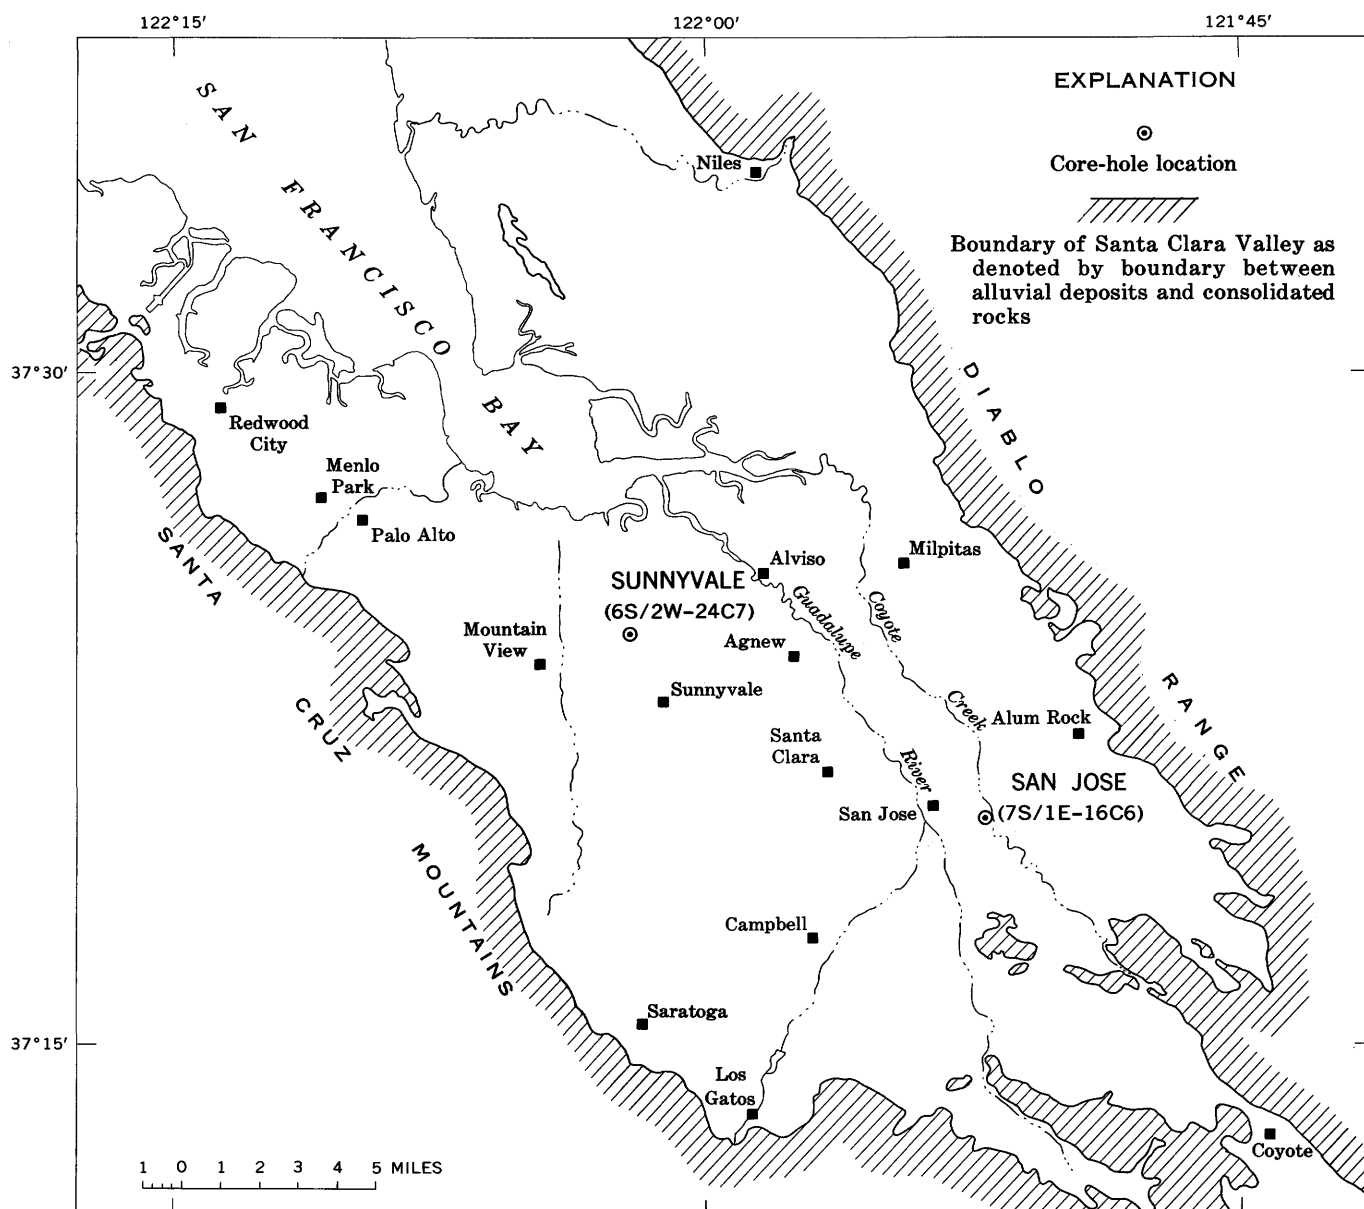 122°15′ 122°00′ 121°45′
EXPLANATION
Core-hole location
Boundary of Santa Clara Valley as
denoted by boundary between
alluvial deposits and consolidated
rocks
SAN FRANCISCO BAY
Niles
37°30′
DIABLO RANGE
Redwood
City
Menlo
Park
Palo Alto
SANTA CRUZ MOUNTAINS
Alviso
Milpitas
SUNNYVALE
(6S/2W–24C7)
Guadalupe River
Coyote Creek
Mountain
View
Agnew
Sunnyvale
Alum Rock
Santa
Clara
SAN JOSE
(7S/1E–16C6)
San Jose
Campbell
Saratoga
37°15′
Los
Gatos
Coyote
1 0 1 2 3 4 5 MILES